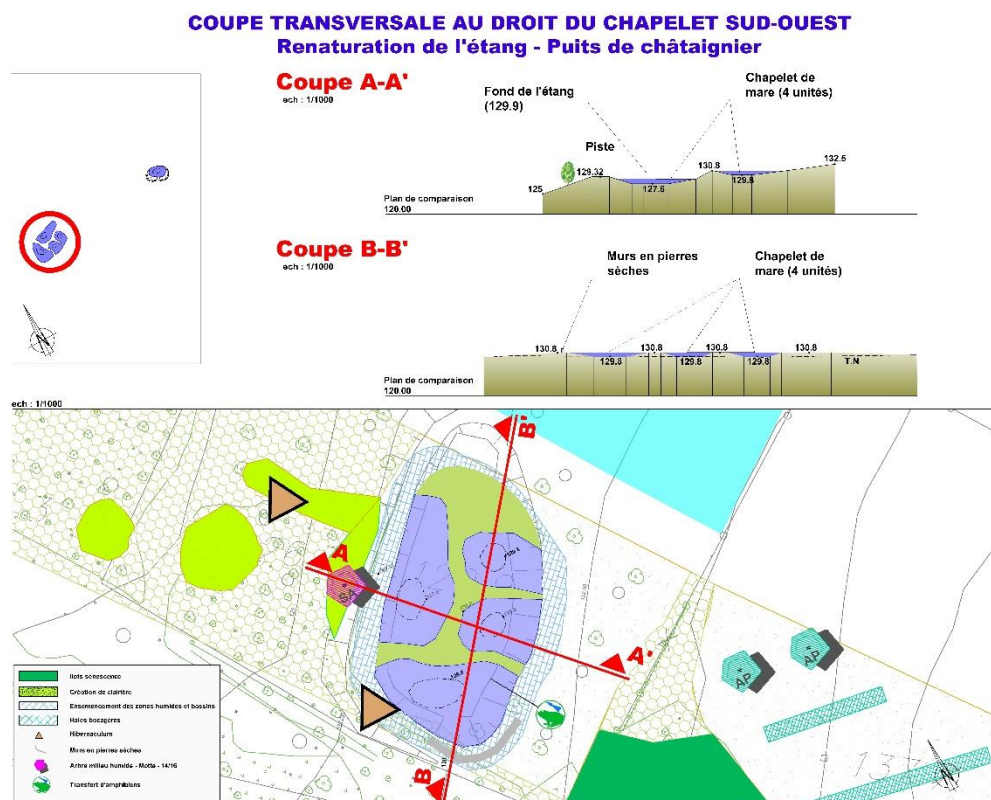 COUPE TRANSVERSALE AU DROIT DU CHAPELET SUD-OUEST
Renaturation de l'étang - Puits de châtaignier
Coupe A-A'
ech : 1/1000
Fond de l'étang
(129.9)
Chapelet de
mare (4 unités)
Piste
125
129.32
127.6
130.8
129.8
132.5
Plan de comparaison
120.00
Coupe B-B'
ech : 1/1000
Murs en pierres
sèches
Chapelet de
mare (4 unités)
130.8
129.8
130.8
129.8
130.8
129.8
130.8
T.N
Plan de comparaison
120.00
ech : 1/1000
B'
A
SA
A'
AP
AP
B
137
N
Ilots sénescence
Création de clairière
Ensemencement des zones humides et bassins
Haies bocagères
Hibernaculum
Murs en pierres sèches
Arbre milieu humide - Motte - 14/16
Transfert d'amphibiens